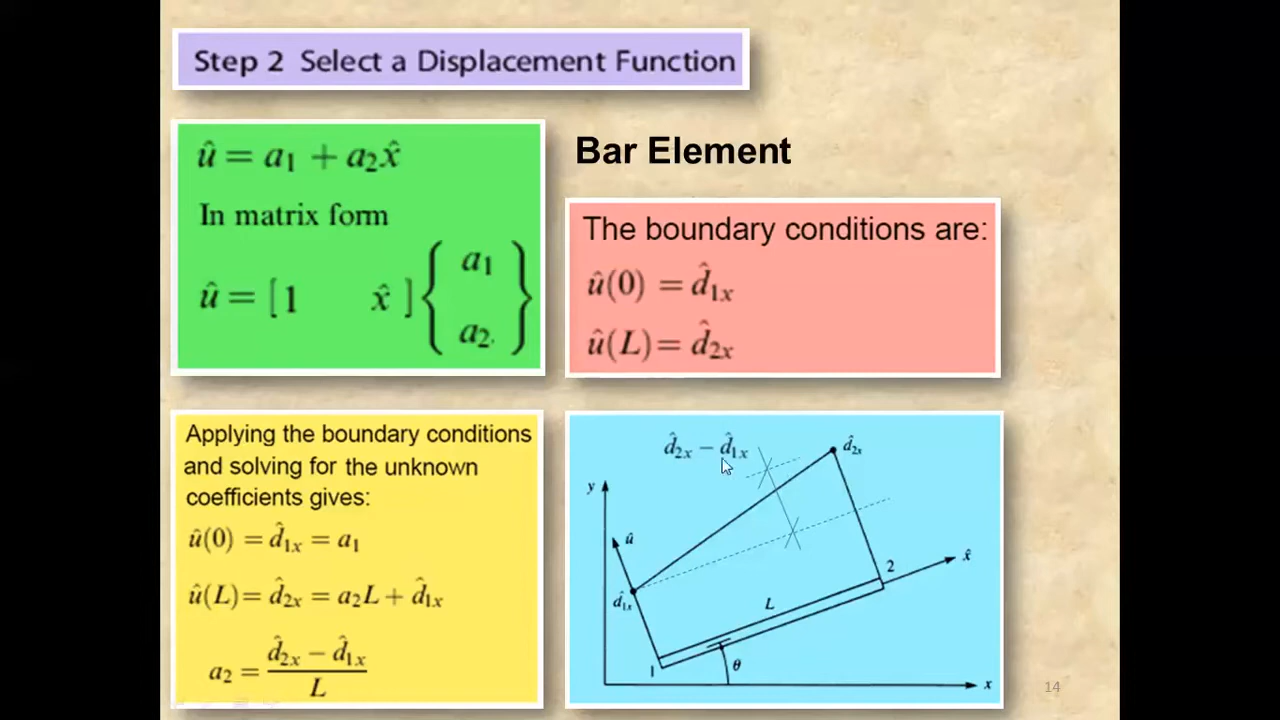 Step 2 Select a Displacement Function
û = a₁ + a₂x̂
In matrix form
û = [1 x̂] { a₁
a₂ }
Bar Element
The boundary conditions are:
û(0) = d̂₁ₓ
û(L) = d̂₂ₓ
Applying the boundary conditions
and solving for the unknown
coefficients gives:
û(0) = d̂₁ₓ = a₁
û(L) = d̂₂ₓ = a₂L + d̂₁ₓ
a₂ = (d̂₂ₓ − d̂₁ₓ) / L
d̂₂ₓ − d̂₁ₓ
d̂₂ₓ
y
û
x̂
2
d̂₁ₓ
L
1
θ
x
14